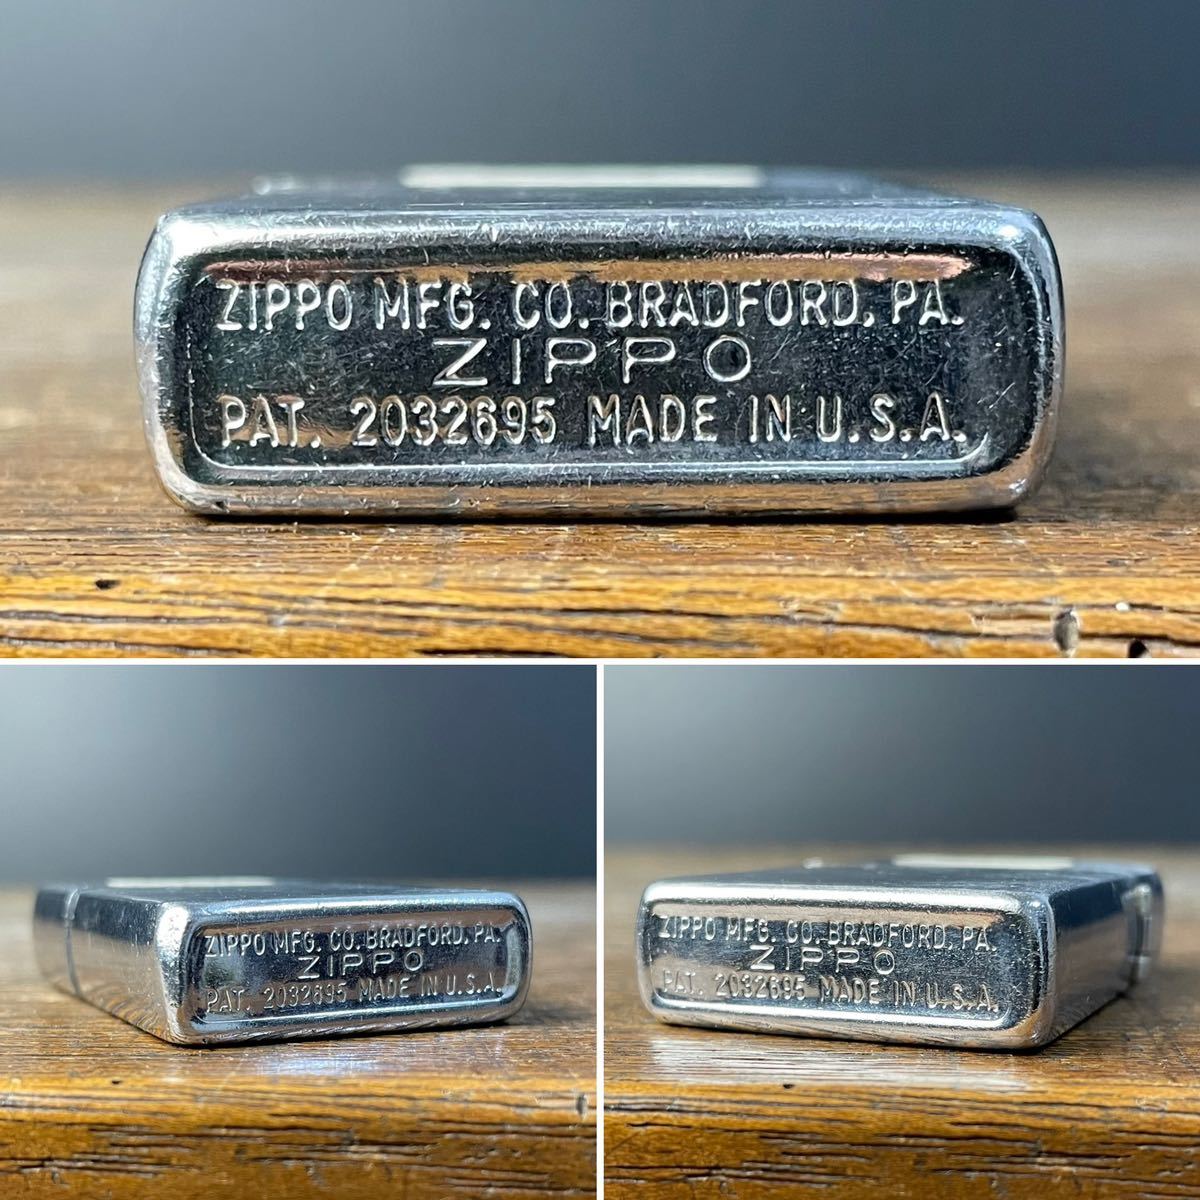 ZIPPO MFG. CO. BRADFORD, PA.
ZIPPO
PAT. 2032695 MADE IN U.S.A.
ZIPPO MFG. CO. BRADFORD, PA.
ZIPPO
PAT. 2032695 MADE IN U.S.A.
ZIPPO MFG. CO. BRADFORD, PA.
ZIPPO
PAT. 2032695 MADE IN U.S.A.